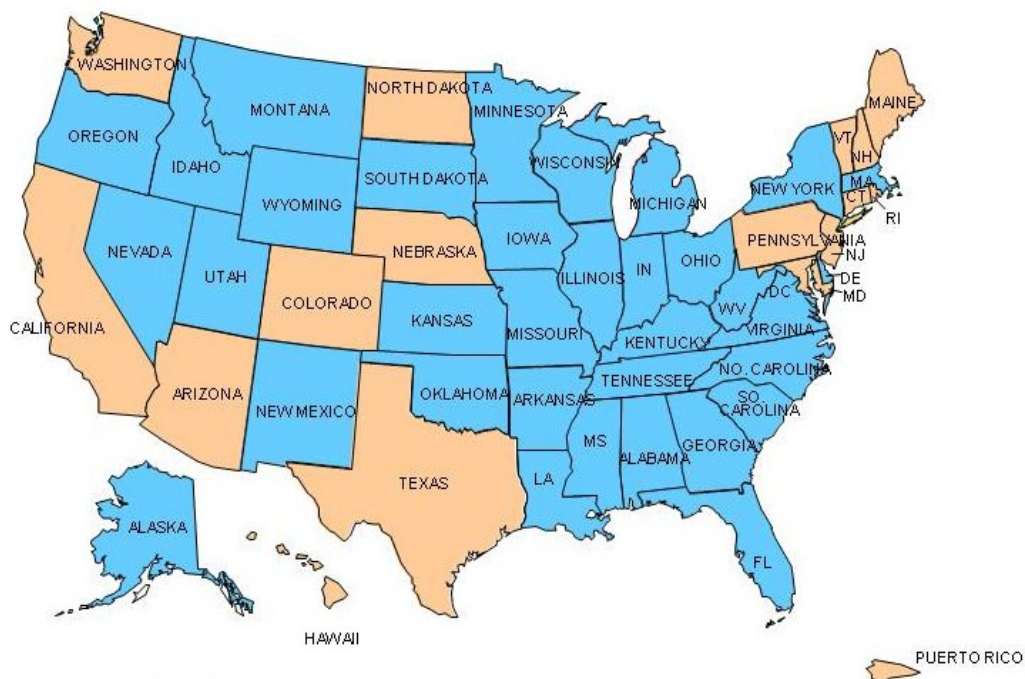 WASHINGTON
NORTH DAKOTA
MONTANA
MINNESOTA
MAINE
VT
NH
OREGON
IDAHO
SOUTH DAKOTA
WISCONSIN
MICHIGAN
NEW YORK
MA
CT
RI
WYOMING
NEVADA
UTAH
NEBRASKA
IOWA
PENNSYLVANIA
NJ
COLORADO
ILLINOIS
IN
OHIO
DE
MD
DC
CALIFORNIA
KANSAS
MISSOURI
WV
KENTUCKY
VIRGINIA
ARIZONA
NEW MEXICO
OKLAHOMA
ARKANSAS
TENNESSEE
NO. CAROLINA
SO.
CAROLINA
MS
ALABAMA
GEORGIA
TEXAS
LA
ALASKA
FL
HAWAII
PUERTO RICO